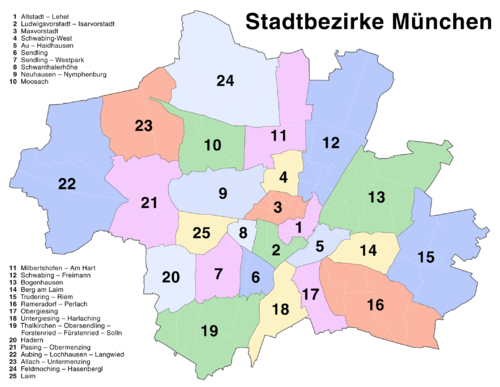 Stadtbezirke München
1 Altstadt – Lehel
2 Ludwigsvorstadt – Isarvorstadt
3 Maxvorstadt
4 Schwabing-West
5 Au – Haidhausen
6 Sendling
7 Sendling – Westpark
8 Schwanthalerhöhe
9 Neuhausen – Nymphenburg
10 Moosach
24
23
11
12
10
4
22
9
13
21
3
1
25
8
5
2
14
15
20
7
6
17
18
16
19
11 Milbertshofen – Am Hart
12 Schwabing – Freimann
13 Bogenhausen
14 Berg am Laim
15 Trudering – Riem
16 Ramersdorf – Perlach
17 Obergiesing
18 Untergiesing – Harlaching
19 Thalkirchen – Obersendling –
Forstenried – Fürstenried – Solln
20 Hadern
21 Pasing – Obermenzing
22 Aubing – Lochhausen – Langwied
23 Allach – Untermenzing
24 Feldmoching – Hasenbergl
25 Laim